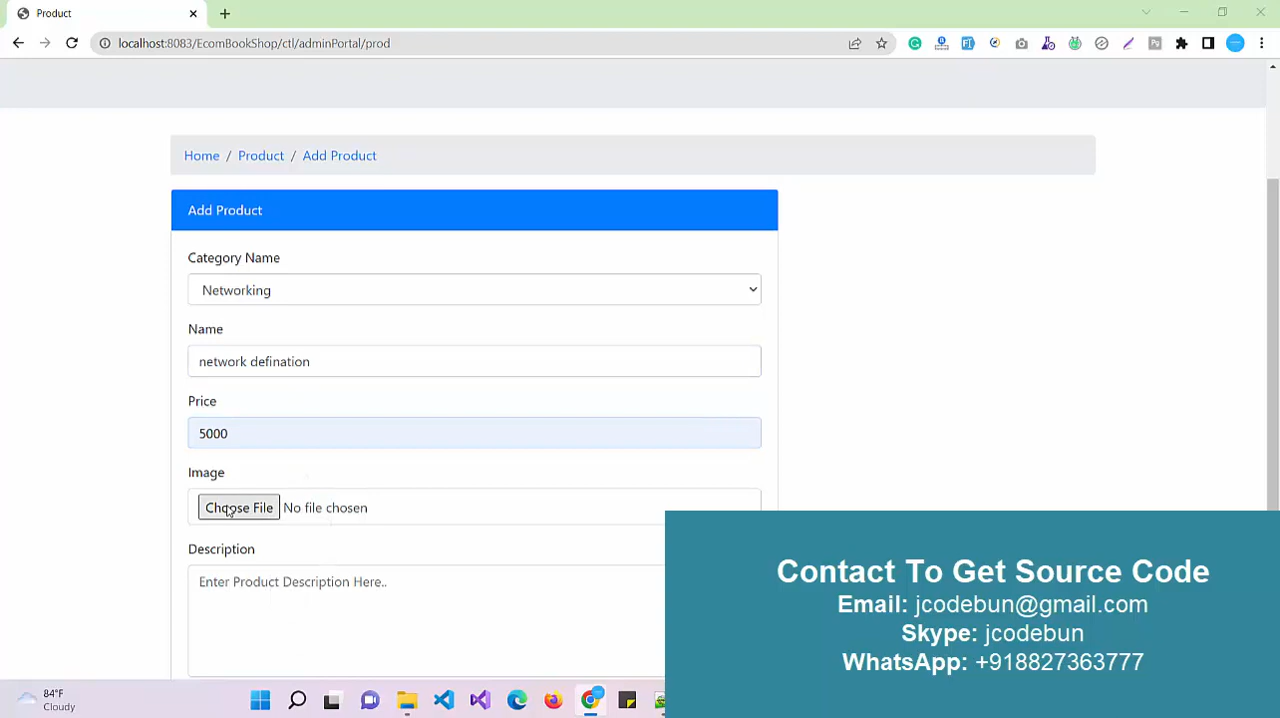 Product
localhost:8083/EcomBookShop/ctl/adminPortal/prod
Home / Product / Add Product
Add Product
Category Name
Networking
Name
network defination
Price
5000
Image
Choose File No file chosen
Description
Enter Product Description Here..
Contact To Get Source Code
Email: jcodebun@gmail.com
Skype: jcodebun
WhatsApp: +918827363777
84°F
Cloudy